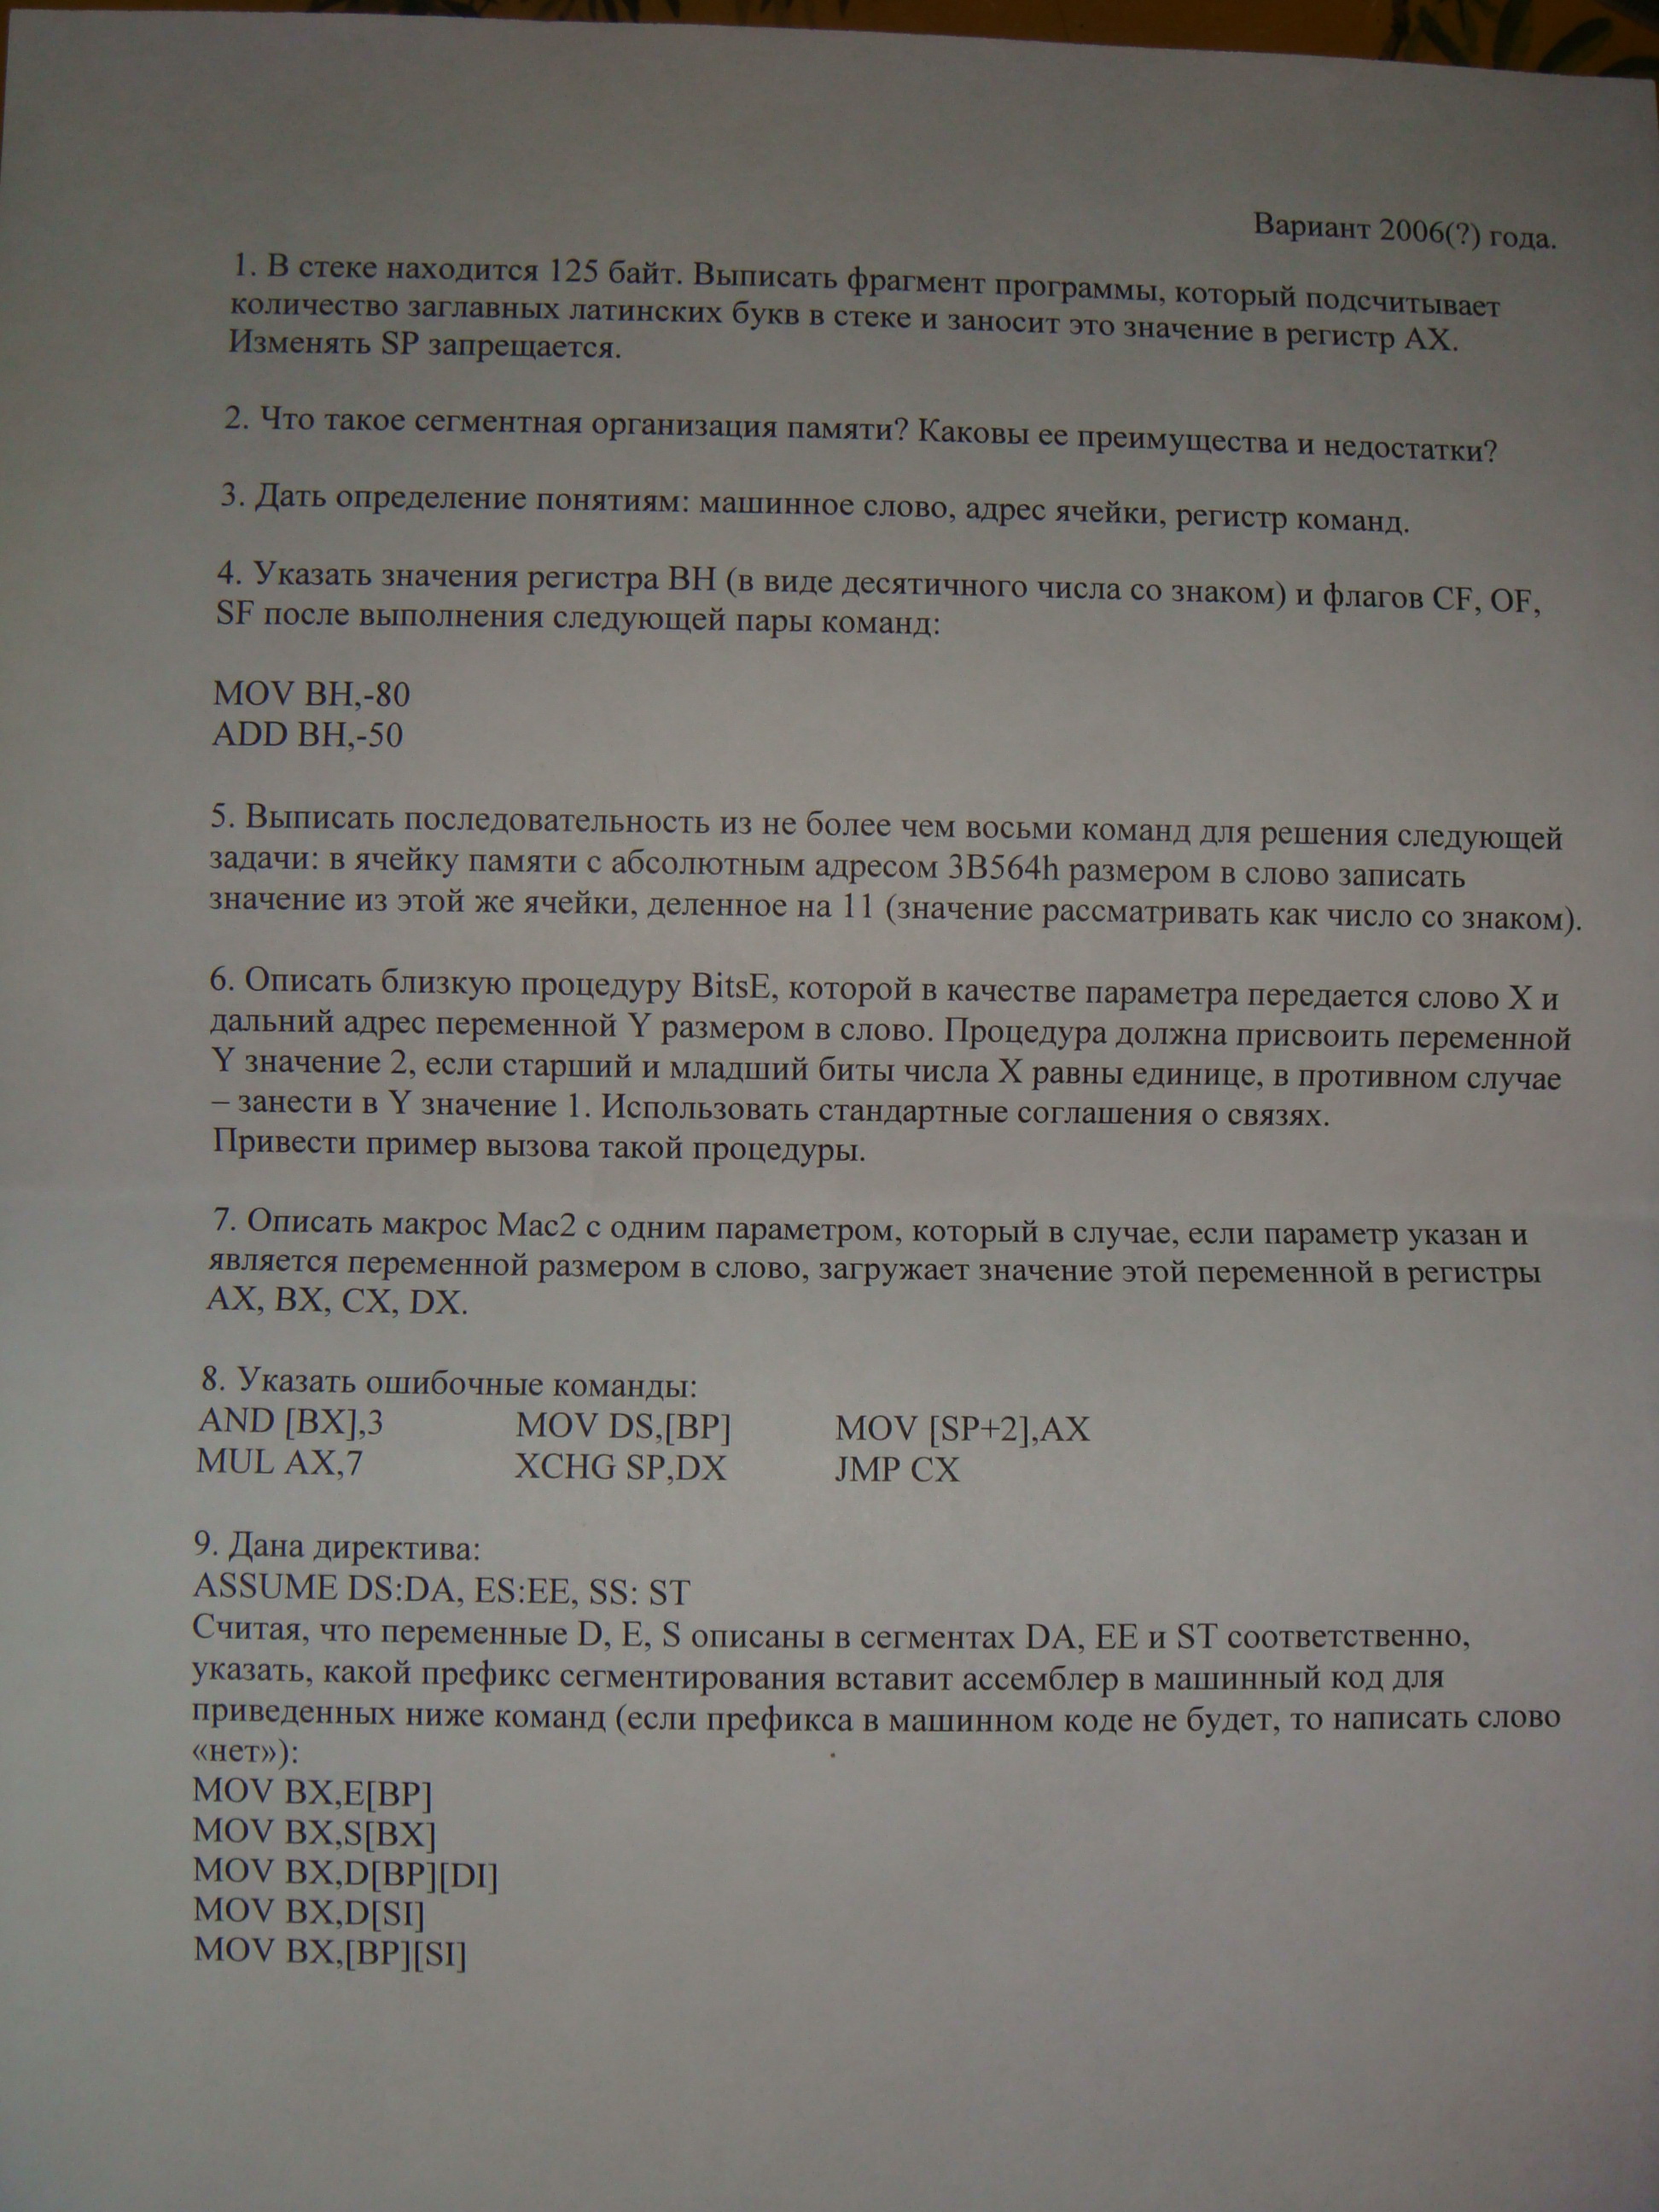 Вариант 2006(?) года.
1. В стеке находится 125 байт. Выписать фрагмент программы, который подсчитывает
количество заглавных латинских букв в стеке и заносит это значение в регистр AX.
Изменять SP запрещается.
2. Что такое сегментная организация памяти? Каковы ее преимущества и недостатки?
3. Дать определение понятиям: машинное слово, адрес ячейки, регистр команд.
4. Указать значения регистра BH (в виде десятичного числа со знаком) и флагов CF, OF,
SF после выполнения следующей пары команд:
MOV BH,-80
ADD BH,-50
5. Выписать последовательность из не более чем восьми команд для решения следующей
задачи: в ячейку памяти с абсолютным адресом 3B564h размером в слово записать
значение из этой же ячейки, деленное на 11 (значение рассматривать как число со знаком).
6. Описать близкую процедуру BitsE, которой в качестве параметра передается слово X и
дальний адрес переменной Y размером в слово. Процедура должна присвоить переменной
Y значение 2, если старший и младший биты числа X равны единице, в противном случае
– занести в Y значение 1. Использовать стандартные соглашения о связях.
Привести пример вызова такой процедуры.
7. Описать макрос Mac2 с одним параметром, который в случае, если параметр указан и
является переменной размером в слово, загружает значение этой переменной в регистры
AX, BX, CX, DX.
8. Указать ошибочные команды:
AND [BX],3 MOV DS,[BP] MOV [SP+2],AX
MUL AX,7 XCHG SP,DX JMP CX
9. Дана директива:
ASSUME DS:DA, ES:EE, SS: ST
Считая, что переменные D, E, S описаны в сегментах DA, EE и ST соответственно,
указать, какой префикс сегментирования вставит ассемблер в машинный код для
приведенных ниже команд (если префикса в машинном коде не будет, то написать слово
«нет»):
MOV BX,E[BP]
MOV BX,S[BX]
MOV BX,D[BP][DI]
MOV BX,D[SI]
MOV BX,[BP][SI]